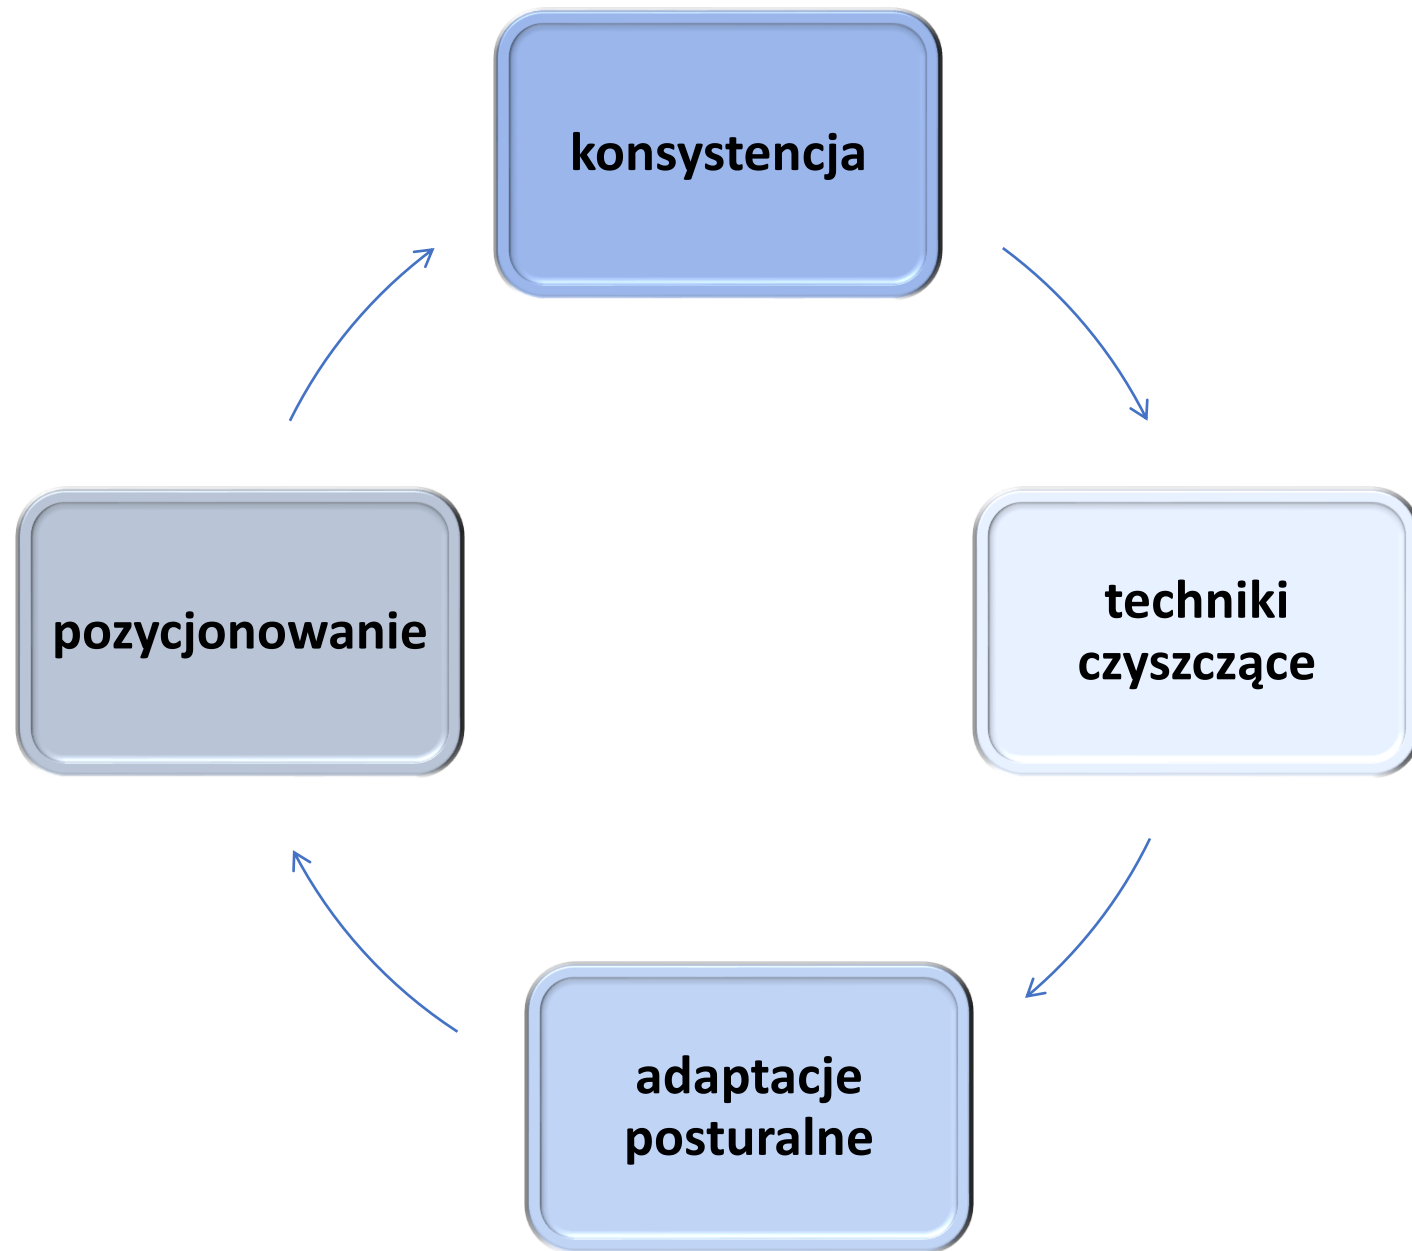 konsystencja
pozycjonowanie
techniki
czyszczące
adaptacje
posturalne